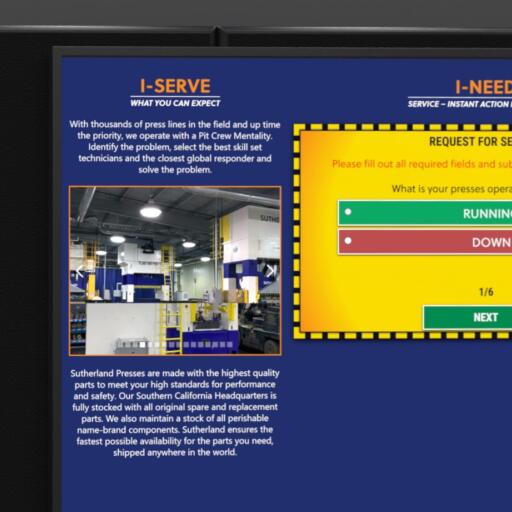 I-SERVE
WHAT YOU CAN EXPECT
With thousands of press lines in the field and up time
the priority, we operate with a Pit Crew Mentality.
Identify the problem, select the best skill set
technicians and the closest global responder and
solve the problem.
Sutherland Presses are made with the highest quality
parts to meet your high standards for performance
and safety. Our Southern California Headquarters is
fully stocked with all original spare and replacement
parts. We also maintain a stock of all perishable
name-brand components. Sutherland ensures the
fastest possible availability for the parts you need,
shipped anywhere in the world.
I-NEED
SERVICE – INSTANT ACTION
REQUEST FOR SE
Please fill out all required fields and sub
What is your presses opera
RUNNING
DOWN
1/6
NEXT